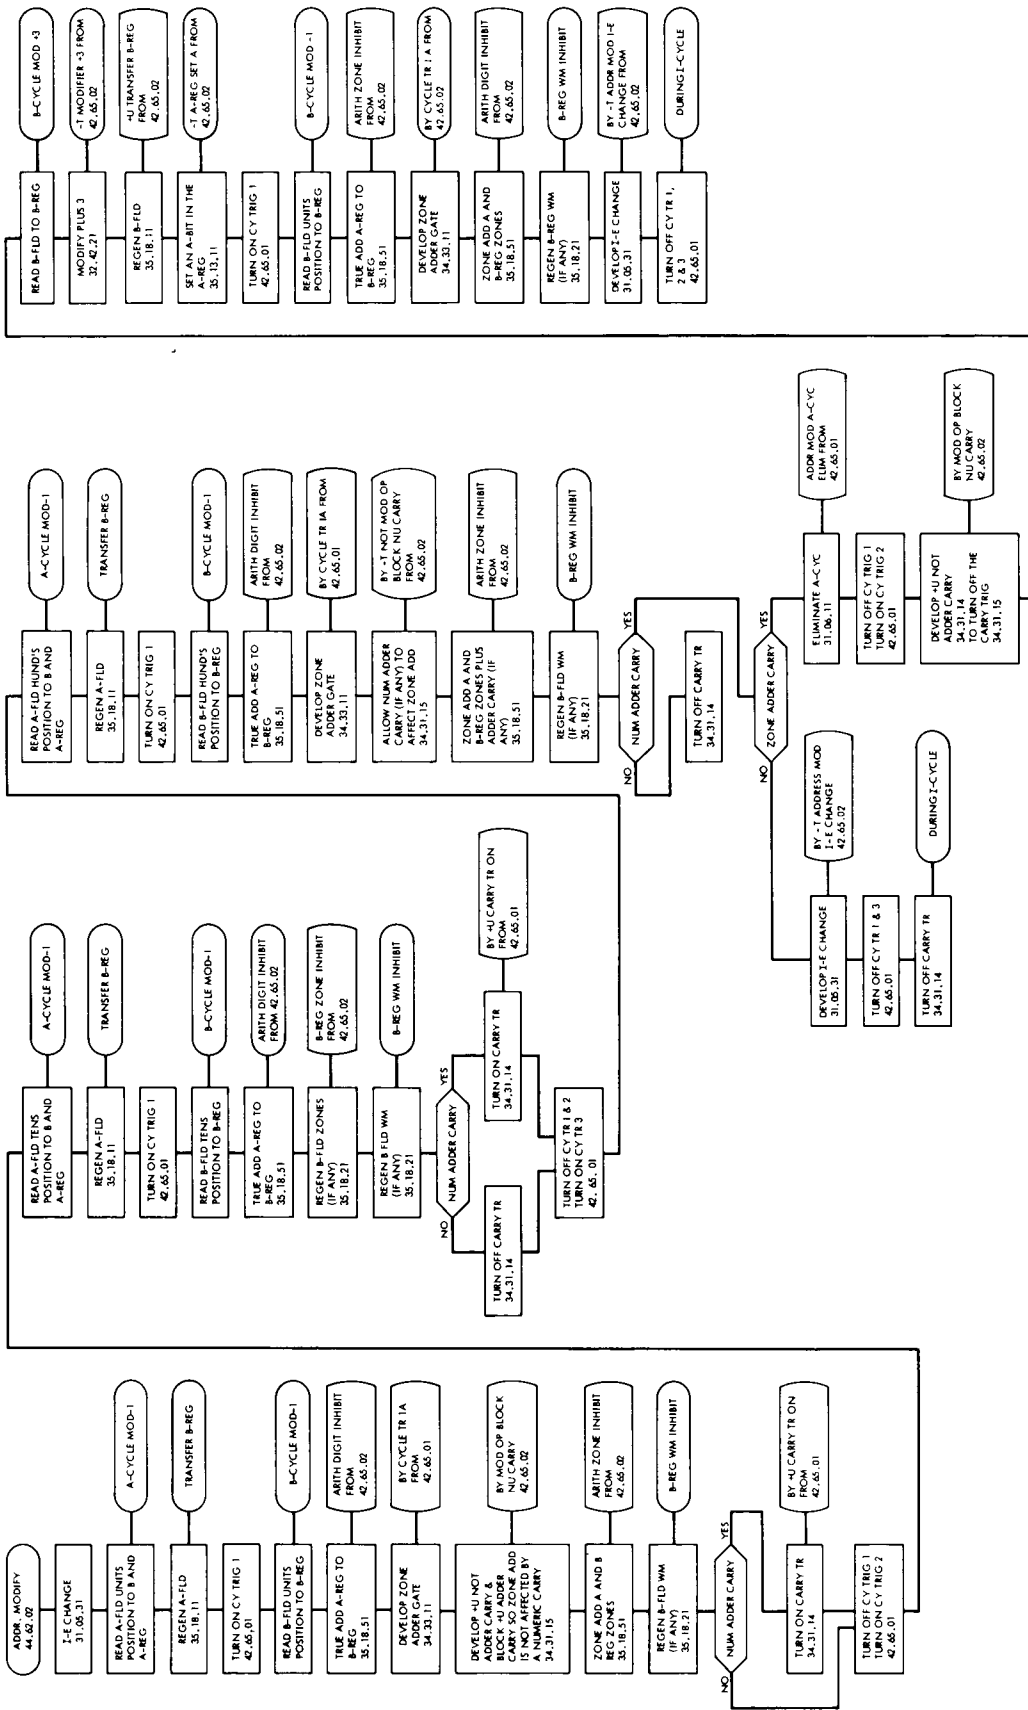 ADDR. MODIFY
44.62.02
I-E CHANGE
31.05.31
READ A-FLD UNITS
POSITION TO B AND
A-REG
A-CYCLE MOD-1
REGEN A-FLD
35.18.11
TRANSFER B-REG
TURN ON CY TRIG 1
42.65.01
READ B-FLD UNITS
POSITION TO B-REG
B-CYCLE MOD-1
TRUE ADD A-REG TO
B-REG
35.18.51
ARITH DIGIT INHIBIT
FROM
42.65.02
DEVELOP ZONE
ADDER GATE
34.33.11
BY CYCLE TR 1A
FROM
42.65.01
DEVELOP +U NOT
ADDER CARRY &
BLOCK +U ADDER
CARRY SO ZONE ADD
IS NOT AFFECTED BY
A NUMERIC CARRY
34.31.15
BY MOD OP BLOCK
NU CARRY
42.65.02
ZONE ADD A AND B
REG ZONES
35.18.51
ARITH ZONE INHIBIT
FROM
42.65.02
REGEN B-FLD WM
(IF ANY)
35.18.21
B-REG WM INHIBIT
NUM ADDER CARRY
NO
YES
TURN ON CARRY TR
34.31.14
BY +U CARRY TR ON
FROM
42.65.01
TURN OFF CY TRIG 1
TURN ON CY TRIG 2
42.65.01
READ A-FLD TENS
POSITION TO B AND
A-REG
A-CYCLE MOD-1
REGEN A-FLD
35.18.11
TRANSFER B-REG
TURN ON CY TRIG 1
42.65.01
READ B-FLD TENS
POSITION TO B-REG
B-CYCLE MOD-1
TRUE ADD A-REG TO
B-REG
35.18.51
ARITH DIGIT INHIBIT
FROM 42.65.02
REGEN B-FLD ZONES
(IF ANY)
35.18.21
B-REG ZONE INHIBIT
FROM
42.65.02
REGEN B FLD WM
(IF ANY)
35.18.21
B-REG WM INHIBIT
NUM ADDER CARRY
NO
YES
TURN OFF CARRY TR
34.31.14
TURN ON CARRY TR
34.31.14
BY +U CARRY TR ON
FROM
42.65.01
TURN OFF CY TR 1 & 2
TURN ON CY TR 3
42.65.01
READ A-FLD HUND'S
POSITION TO B AND
A-REG
A-CYCLE MOD-1
REGEN A-FLD
35.18.11
TRANSFER B-REG
TURN ON CY TRIG 1
42.65.01
READ B-FLD HUND'S
POSITION TO B-REG
B-CYCLE MOD-1
TRUE ADD A-REG TO
B-REG
35.18.51
ARITH DIGIT INHIBIT
FROM
42.65.02
DEVELOP ZONE
ADDER GATE
34.33.11
BY CYCLE TR 1A FROM
42.65.01
ALLOW NUM ADDER
CARRY (IF ANY) TO
AFFECT ZONE ADD
34.31.15
BY -T NOT MOD OP
BLOCK NU CARRY
FROM
42.65.02
ZONE ADD A AND
B-REG ZONES PLUS
ADDER CARRY (IF
ANY)
35.18.51
ARITH ZONE INHIBIT
FROM
42.65.02
REGEN B-FLD WM
(IF ANY)
35.18.21
B-REG WM INHIBIT
NUM ADDER CARRY
NO
YES
TURN OFF CARRY TR
34.31.14
ZONE ADDER CARRY
NO
YES
DEVELOP I-E CHANGE
31.05.31
BY -T ADDRESS MOD
I-E CHANGE
42.65.02
TURN OFF CY TR 1 & 3
42.65.01
TURN OFF CARRY TR
34.31.14
DURING I-CYCLE
ELIMINATE A-CYC
31.06.11
ADDR MOD A-CYC
ELIM FROM
42.65.01
TURN OFF CY TRIG 1
TURN ON CY TRIG 2
42.65.01
DEVELOP +U NOT
ADDER CARRY
34.31.14
TO TURN OFF THE
CARRY TRIG
34.31.15
BY MOD OP BLOCK
NU CARRY
42.65.02
READ B-FLD TO B-REG
B-CYCLE MOD +3
MODIFY PLUS 3
32.42.21
-T MODIFIER +3 FROM
42.65.02
REGEN B-FLD
35.18.11
+U TRANSFER B-REG
FROM
42.65.02
SET AN A-BIT IN THE
A-REG
35.13.11
-T A-REG SET A FROM
42.65.02
TURN ON CY TRIG 1
42.65.01
READ B-FLD UNITS
POSITION TO B-REG
B-CYCLE MOD -1
TRUE ADD A-REG TO
B-REG
35.18.51
ARITH ZONE INHIBIT
FROM
42.65.02
DEVELOP ZONE
ADDER GATE
34.33.11
BY CYCLE TR 1A FROM
42.65.01
ZONE ADD A AND
B-REG ZONES
35.18.51
ARITH DIGIT INHIBIT
FROM
42.65.02
REGEN B-REG WM
(IF ANY)
35.18.21
B-REG WM INHIBIT
DEVELOP I-E CHANGE
31.05.31
BY -T ADDR MOD I-E
CHANGE FROM
42.65.02
TURN OFF CY TR 1,
2 & 3
42.65.01
DURING I-CYCLE